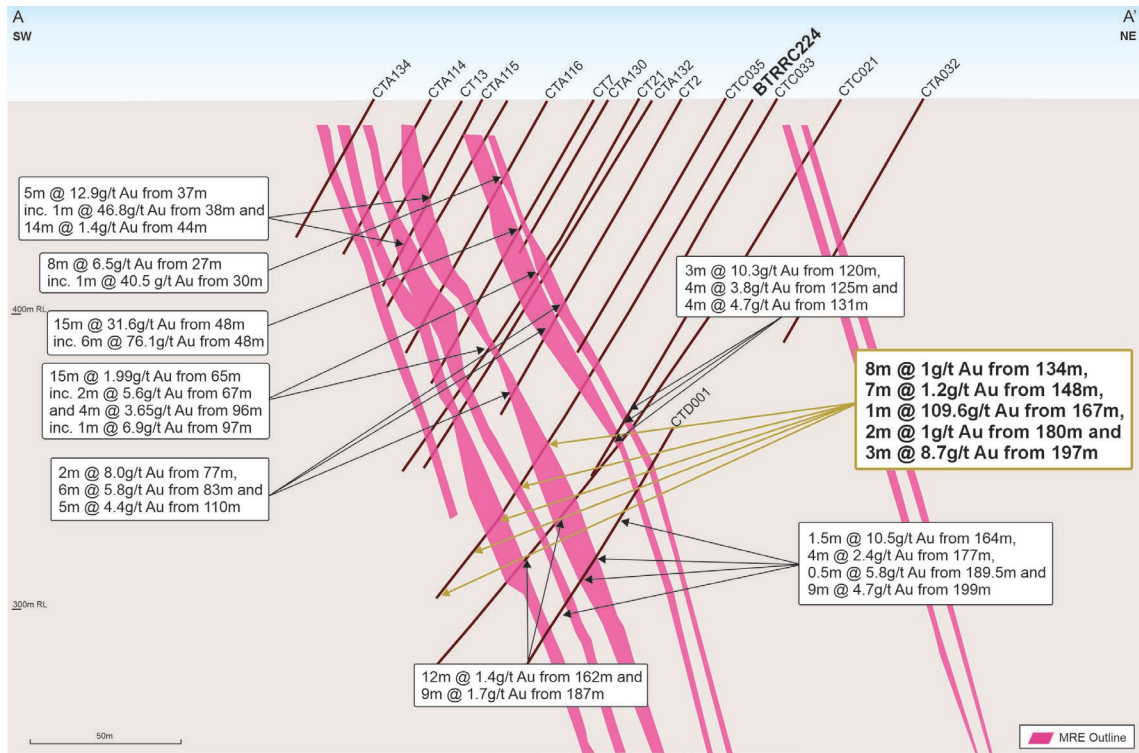 A
SW
A'
NE
CTA134
CTA114
CT13
CTA115
CTA116
CT7
CTA130
CT21
CTA132
CT2
CTC035
BTRRC224
CTC033
CTC021
CTA032
5m @ 12.9g/t Au from 37m
inc. 1m @ 46.8g/t Au from 38m and
14m @ 1.4g/t Au from 44m
8m @ 6.5g/t Au from 27m
inc. 1m @ 40.5 g/t Au from 30m
3m @ 10.3g/t Au from 120m,
4m @ 3.8g/t Au from 125m and
4m @ 4.7g/t Au from 131m
400m RL
15m @ 31.6g/t Au from 48m
inc. 6m @ 76.1g/t Au from 48m
15m @ 1.99g/t Au from 65m
inc. 2m @ 5.6g/t Au from 67m
and 4m @ 3.65g/t Au from 96m
inc. 1m @ 6.9g/t Au from 97m
8m @ 1g/t Au from 134m,
7m @ 1.2g/t Au from 148m,
1m @ 109.6g/t Au from 167m,
2m @ 1g/t Au from 180m and
3m @ 8.7g/t Au from 197m
CTD001
2m @ 8.0g/t Au from 77m,
6m @ 5.8g/t Au from 83m and
5m @ 4.4g/t Au from 110m
1.5m @ 10.5g/t Au from 164m,
4m @ 2.4g/t Au from 177m,
0.5m @ 5.8g/t Au from 189.5m and
9m @ 4.7g/t Au from 199m
300m RL
12m @ 1.4g/t Au from 162m and
9m @ 1.7g/t Au from 187m
50m
MRE Outline